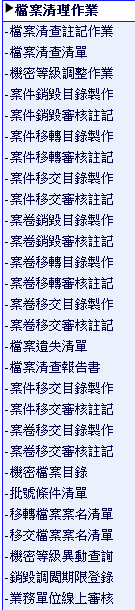 ▶檔案清理作業
-檔案清查註記作業
-檔案清查清單
-機密等級調整作業
-案件銷毀目錄製作
-案件銷毀審核註記
-案件移轉目錄製作
-案件移轉審核註記
-案件移交目錄製作
-案件移交審核註記
-案卷銷毀目錄製作
-案卷銷毀審核註記
-案卷移轉目錄製作
-案卷移轉審核註記
-案卷移交目錄製作
-案卷移交審核註記
-檔案遺失清單
-檔案清查報告書
-案件移交目錄製作
-案件移交審核註記
-案卷移交目錄製作
-案卷移交審核註記
-機密檔案目錄
-批號條件清單
-移轉檔案案名清單
-移交檔案案名清單
-機密等級異動查詢
-銷毀調閱期限登錄
-業務單位線上審核